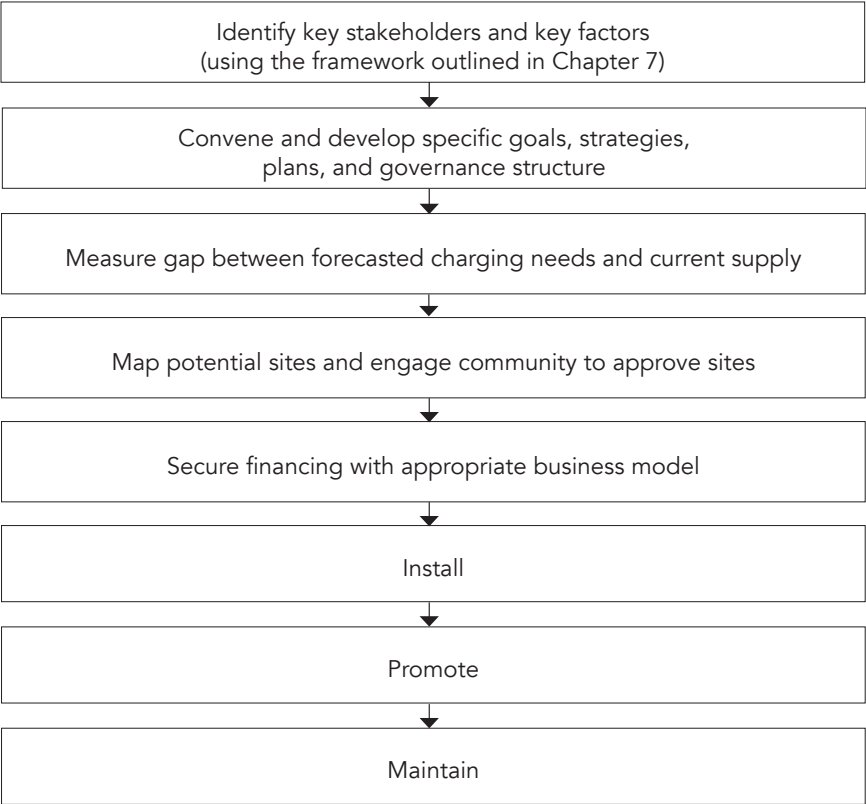 Identify key stakeholders and key factors
(using the framework outlined in Chapter 7)
Convene and develop specific goals, strategies,
plans, and governance structure
Measure gap between forecasted charging needs and current supply
Map potential sites and engage community to approve sites
Secure financing with appropriate business model
Install
Promote
Maintain